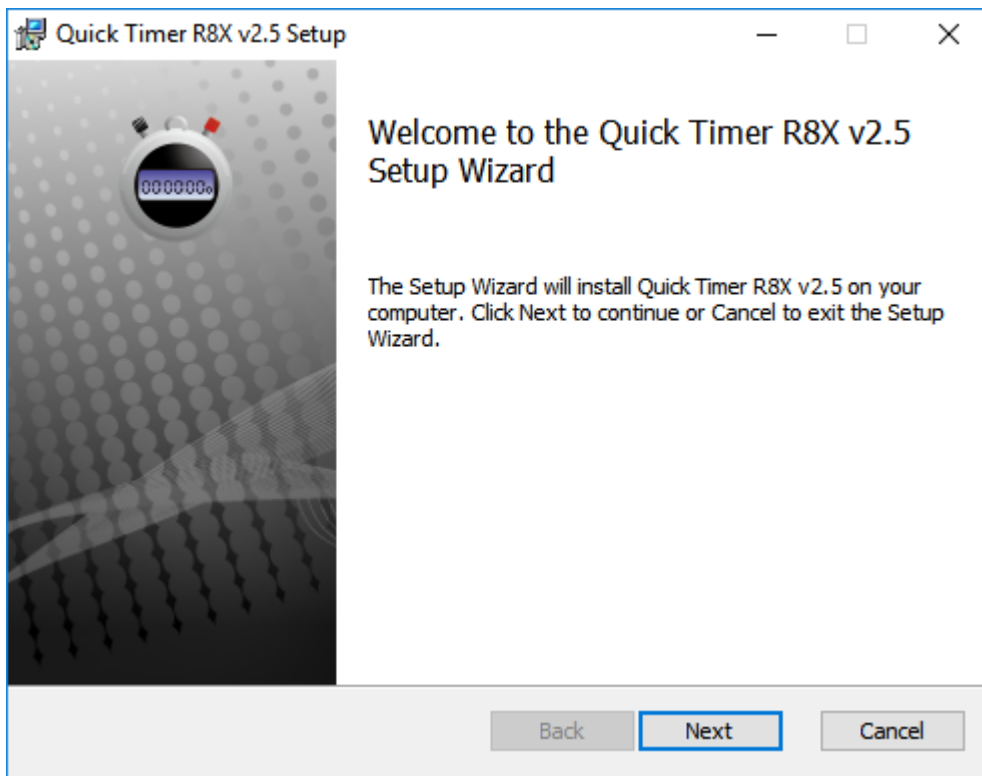 Quick Timer R8X v2.5 Setup
000000₀
Welcome to the Quick Timer R8X v2.5
Setup Wizard
The Setup Wizard will install Quick Timer R8X v2.5 on your
computer. Click Next to continue or Cancel to exit the Setup
Wizard.
Back
Next
Cancel